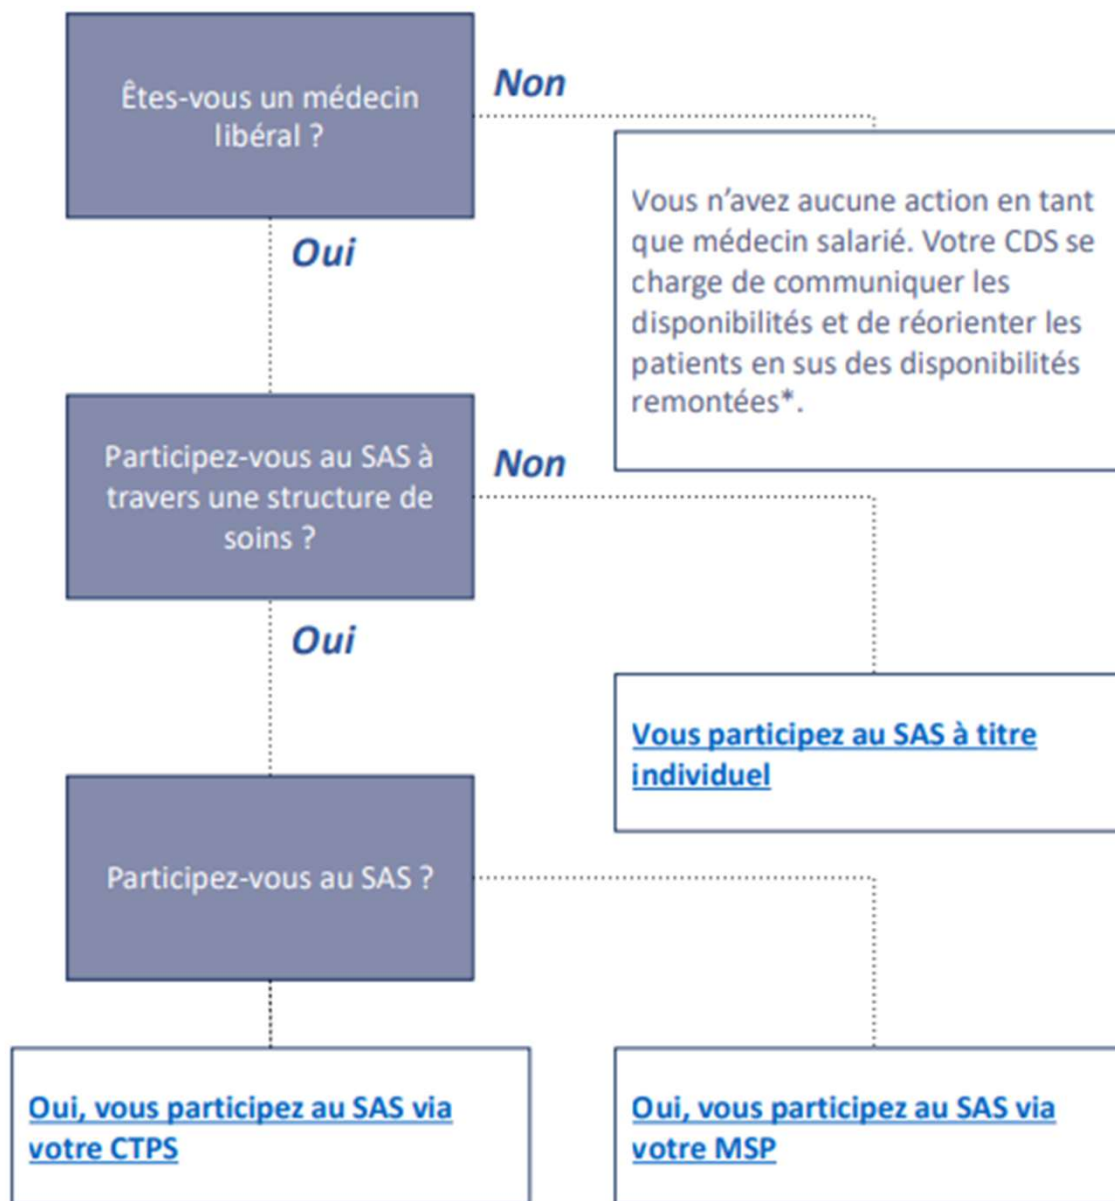 Êtes-vous un médecin
libéral ?
Non
Vous n’avez aucune action en tant
que médecin salarié. Votre CDS se
charge de communiquer les
disponibilités et de réorienter les
patients en sus des disponibilités
remontées*.
Oui
Participez-vous au SAS à
travers une structure de
soins ?
Non
Vous participez au SAS à titre
individuel
Oui
Participez-vous au SAS ?
Oui, vous participez au SAS via
votre CTPS
Oui, vous participez au SAS via
votre MSP